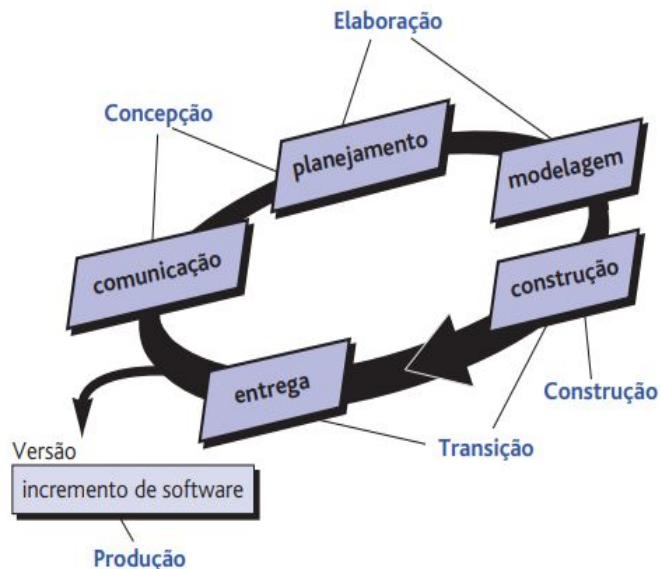 Elaboração
Concepção
planejamento
modelagem
comunicação
construção
entrega
Construção
Transição
Versão
incremento de software
Produção